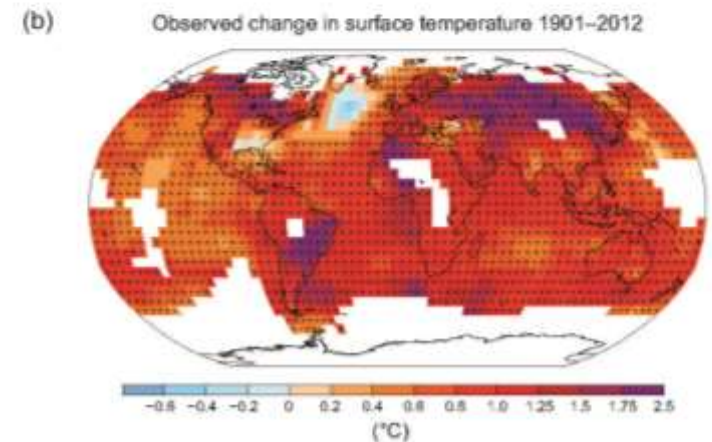 (b)
Observed change in surface temperature 1901–2012
−0.6 −0.4 −0.2 0 0.2 0.4 0.6 0.8 1.0 1.25 1.5 1.75 2.5
(°C)